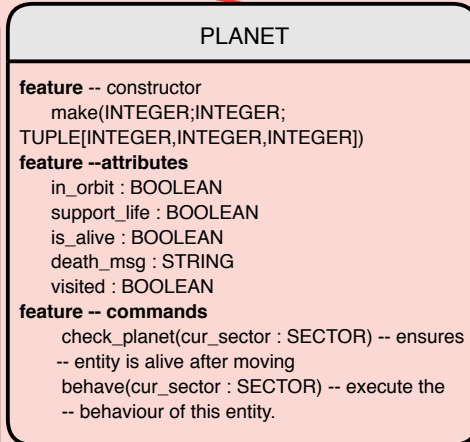 PLANET
feature -- constructor
make(INTEGER;INTEGER;
TUPLE[INTEGER,INTEGER,INTEGER])
feature --attributes
in_orbit : BOOLEAN
support_life : BOOLEAN
is_alive : BOOLEAN
death_msg : STRING
visited : BOOLEAN
feature -- commands
check_planet(cur_sector : SECTOR) -- ensures
-- entity is alive after moving
behave(cur_sector : SECTOR) -- execute the
-- behaviour of this entity.